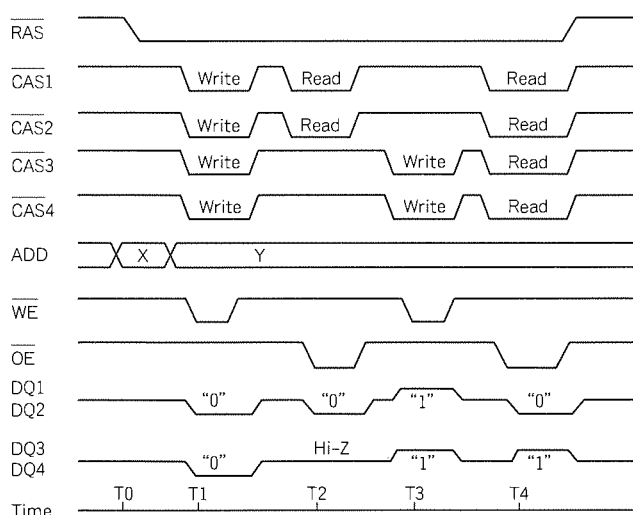 RAS
CAS1 Write Read Read
CAS2 Write Read Read
CAS3 Write Write Read
CAS4 Write Write Read
ADD X Y
WE
OE
DQ1
DQ2 "0" "0" "1" "0"
DQ3 Hi-Z
DQ4 "0" "1" "1"
T0 T1 T2 T3 T4
Time